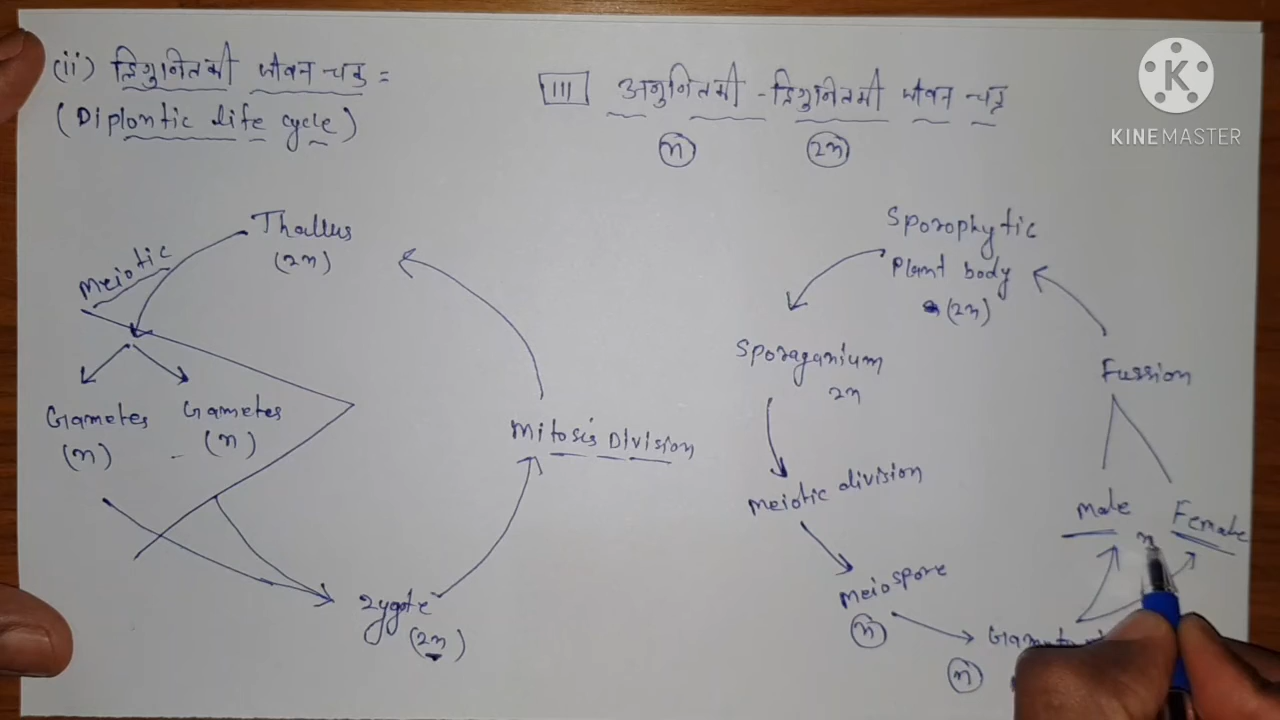 (ii) द्विगुनितकी जीवन-चक्र =
(Diplontic life cycle)
Thallus
(2n)
Meiotic
Gametes
(n)
Gametes
(n)
Mitosis Division
Zygote
(2n)
III अगुनितकी - द्विगुनितकी जीवन चक्र
n
2n
Sporophytic
Plant body
(2n)
Sporaganium
2n
Meiotic division
Meiospore
n
n
Male
Female
n
Fussion
K
KINEMASTER